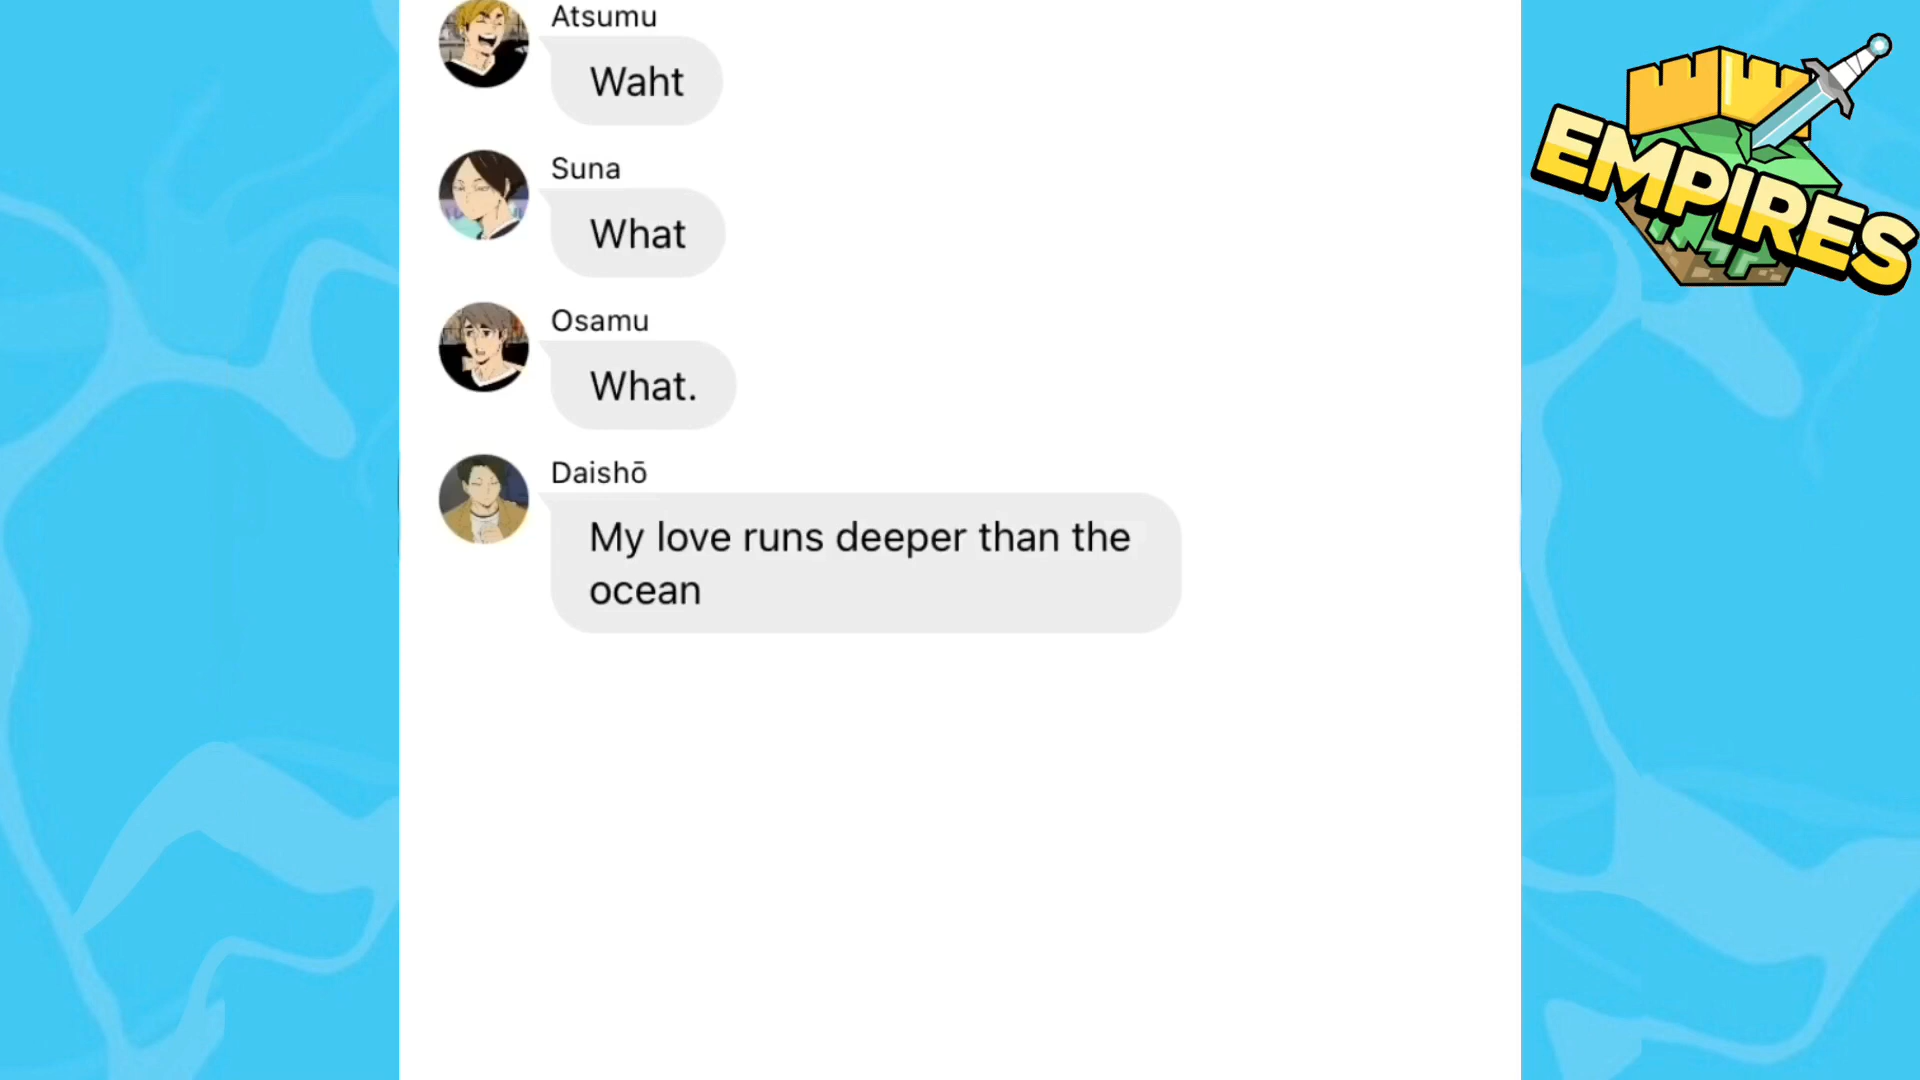 Atsumu
Waht
Suna
What
Osamu
What.
Daishō
My love runs deeper than the
ocean
EMPIRES